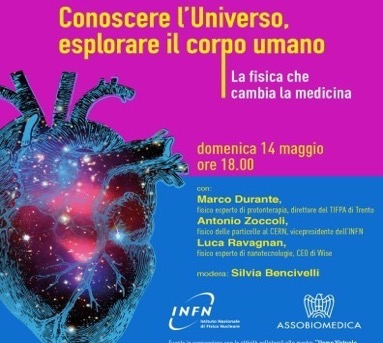 Conoscere l'Universo,
esplorare il corpo umano
La fisica che
cambia la medicina
domenica 14 maggio
ore 18.00
con:
Marco Durante,
fisico esperto di protonterapia, direttore del TIFPA di Trento
Antonio Zoccoli,
fisico delle particelle al CERN, vicepresidente dell'INFN
Luca Ravagnan,
fisico esperto di nanotecnologie, CEO di Wise
modera: Silvia Bencivelli
INFN
Istituto Nazionale
di Fisica Nucleare
ASSOBIOMEDICA